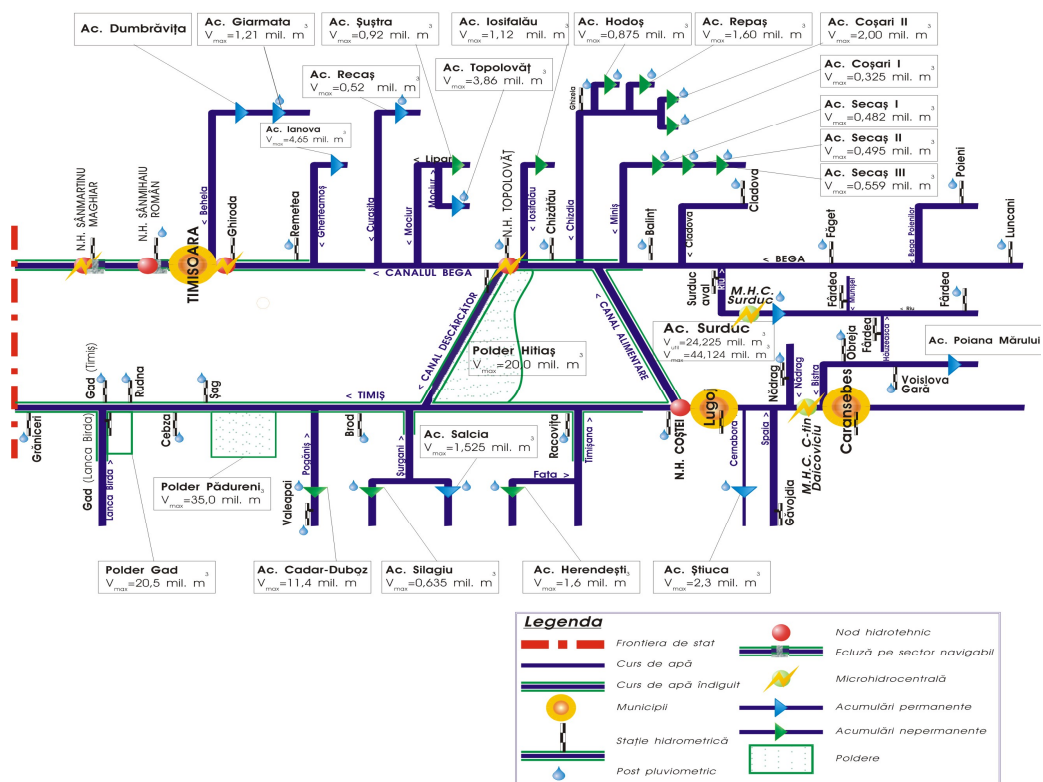 Ac. Dumbrăvița
Ac. Giarmata
Vmax=1,21 mil. m3
Ac. Șuștra
Vmax=0,92 mil. m3
Ac. Iosifalău
Vmax=1,12 mil. m3
Ac. Hodoș
Vmax=0,875 mil. m3
Ac. Repaș
Vmax=1,60 mil. m3
Ac. Coșari II
Vmax=2,00 mil. m3
Ac. Recaș
Vmax=0,52 mil. m3
Ac. Topolovăț
Vmax=3,86 mil. m3
Ac. Coșari I
Vmax=0,325 mil. m3
Ac. Ianova
Vmax=4,65 mil. m3
Ac. Secaș I
Vmax=0,482 mil. m3
Ac. Secaș II
Vmax=0,495 mil. m3
Ac. Secaș III
Vmax=0,559 mil. m3
Ghizela
< Lipari
Mociur >
N.H. SÂNMARTINU
MAGHIAR
N.H. SÂNMIHAIU
ROMÂN
TIMISOARA
< Behela
Ghiroda
Remetea
< Gherteamoș
< Curasita
< Mociur
N.H. TOPOLOVĂȚ
< Iosifalău
Chizătău
< Chizdia
< Miniș
Balinț
< Cladova
Cladova
Făget
< Bega Poienilor
Poieni
Luncani
< CANALUL BEGA
< BEGA
Surduc
aval
Riu >
M.H.C.
Surduc
Fârdea
< Munișel
Fârdea
< Riu
Fârdea
Hăuzeasca >
< CANAL DESCĂRCĂTOR
Polder Hitiaș
Vmax=20,0 mil. m3
< CANAL ALIMENTARE
Ac. Surduc
Vutil=24,225 mil. m3
Vmax=44,124 mil. m3
Ac. Poiana Mărului
Nădrag
< Nădrag
< Bistra
Obreja
Voislova
Gară
Gad (Timiș)
Rudna
Șag
< TIMIȘ
Grăniceri
Gad (Lanca Birda)
Lanca Birda >
Cebza
Polder Pădureni
Vmax=35,0 mil. m3
Pogăniș >
Valeapai
Brod
Surgani >
Ac. Salcia
Vmax=1,525 mil. m3
Racovița
Timișana >
Fata >
N.H. COȘTEI
Lugoj
Cernabora >
Spaia >
Găvojdia
M.H.C. C-tin
Daicoviciu
Caransebes
Polder Gad
Vmax=20,5 mil. m3
Ac. Cadar-Duboz
Vmax=11,4 mil. m3
Ac. Silagiu
Vmax=0,635 mil. m3
Ac. Herendești
Vmax=1,6 mil. m3
Ac. Știuca
Vmax=2,3 mil. m3
Legenda
Frontiera de stat
Curs de apă
Curs de apă îndiguit
Municipii
Stație hidrometrică
Post pluviometric
Nod hidrotehnic
Ecluză pe sector navigabil
Microhidrocentrală
Acumulări permanente
Acumulări nepermanente
Poldere